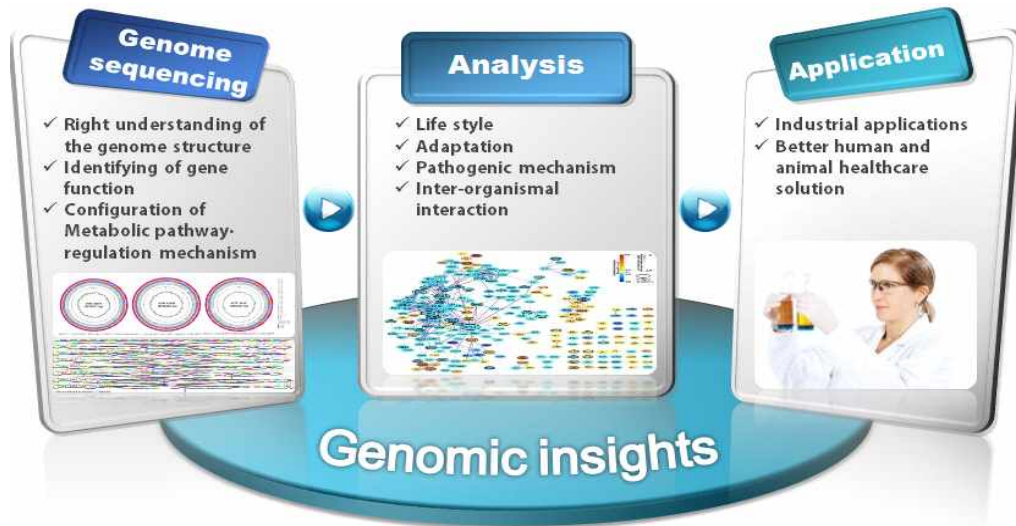 Genome
sequencing
✓ Right understanding of
the genome structure
✓ Identifying of gene
function
✓ Configuration of
Metabolic pathway-
regulation mechanism
Analysis
✓ Life style
✓ Adaptation
✓ Pathogenic mechanism
✓ Inter-organismal
interaction
Application
✓ Industrial applications
✓ Better human and
animal healthcare
solution
Genomic insights